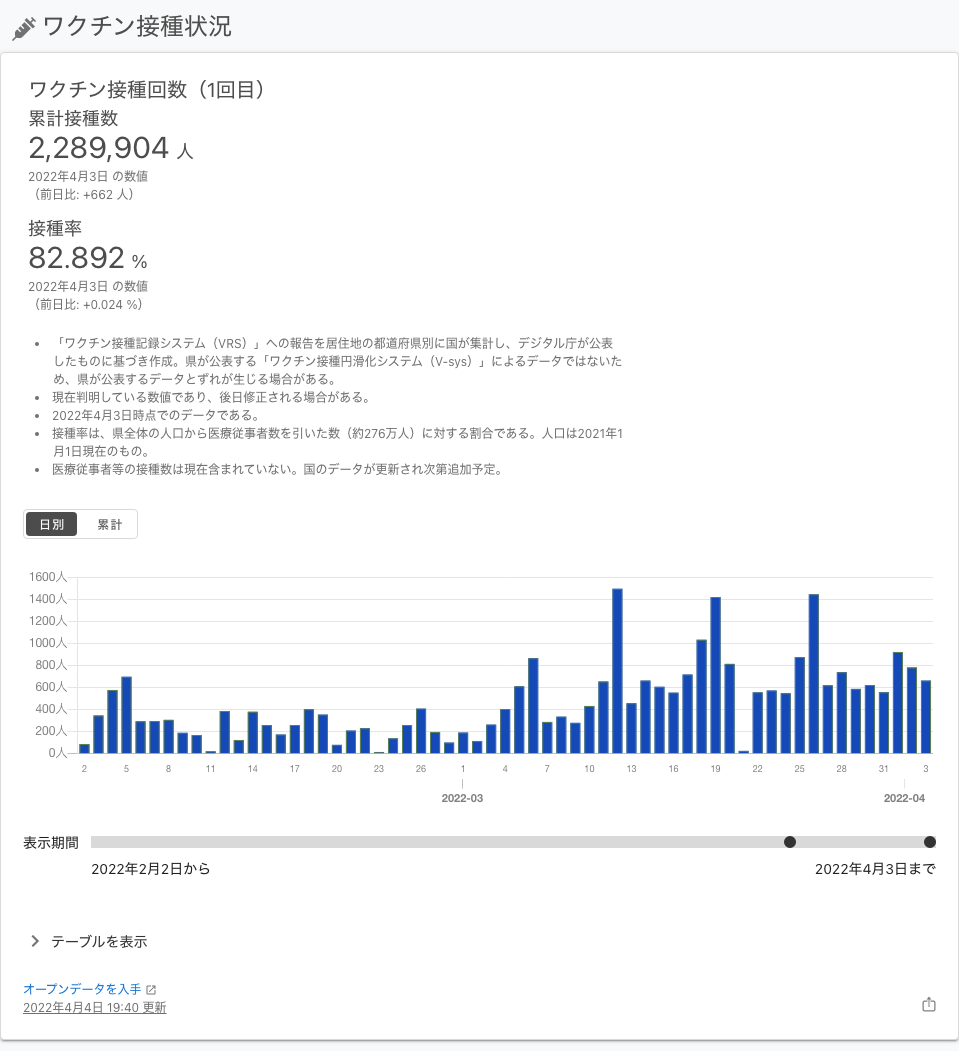 ワクチン接種状況
ワクチン接種回数（1回目）
累計接種数
2,289,904 人
2022年4月3日 の数値
（前日比: +662 人）
接種率
82.892 %
2022年4月3日 の数値
（前日比: +0.024 %）
• 「ワクチン接種記録システム（VRS）」への報告を居住地の都道府県別に国が集計し、デジタル庁が公表
したものに基づき作成。県が公表する「ワクチン接種円滑化システム（V-sys）」によるデータではないた
め、県が公表するデータとずれが生じる場合がある。
• 現在判明している数値であり、後日修正される場合がある。
• 2022年4月3日時点でのデータである。
• 接種率は、県全体の人口から医療従事者数を引いた数（約276万人）に対する割合である。人口は2021年1
月1日現在のもの。
• 医療従事者等の接種数は現在含まれていない。国のデータが更新され次第追加予定。
日別 累計
1600人
1400人
1200人
1000人
800人
600人
400人
200人
0人
2 5 8 11 14 17 20 23 26 1 4 7 10 13 16 19 22 25 28 31 3
2022-03 2022-04
表示期間
2022年2月2日から 2022年4月3日まで
テーブルを表示
オープンデータを入手
2022年4月4日 19:40 更新